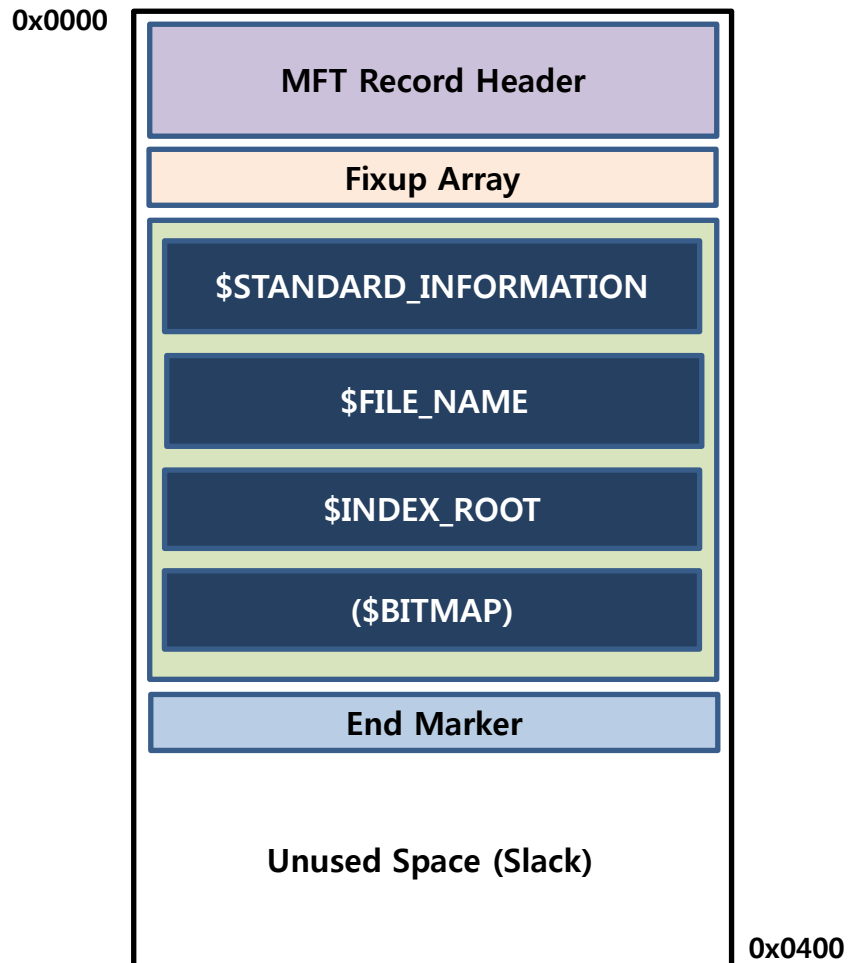 0x0000
MFT Record Header
Fixup Array
$STANDARD_INFORMATION
$FILE_NAME
$INDEX_ROOT
($BITMAP)
End Marker
Unused Space (Slack)
0x0400